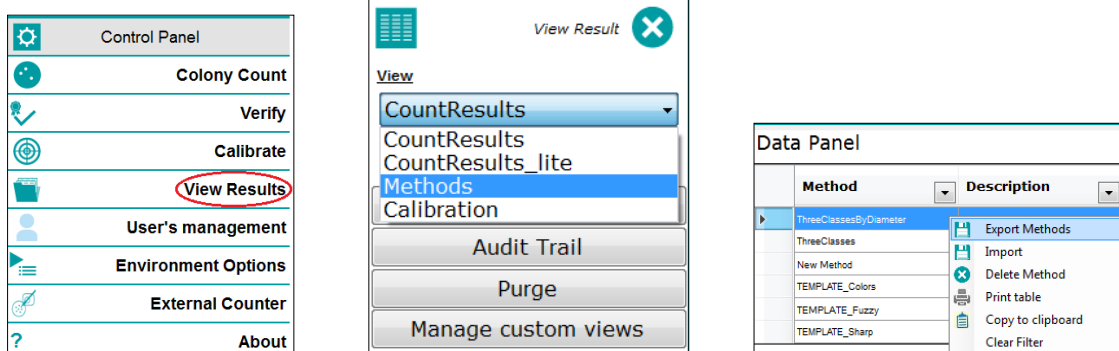 Control Panel
Colony Count
Verify
Calibrate
View Results
User's management
Environment Options
External Counter
? About
View Result
View
CountResults
CountResults
CountResults_lite
Methods
Calibration
Audit Trail
Purge
Manage custom views
Data Panel
Method Description
ThreeClassesByDiameter
ThreeClasses
New Method
TEMPLATE_Colors
TEMPLATE_Fuzzy
TEMPLATE_Sharp
Export Methods
Import
Delete Method
Print table
Copy to clipboard
Clear Filter